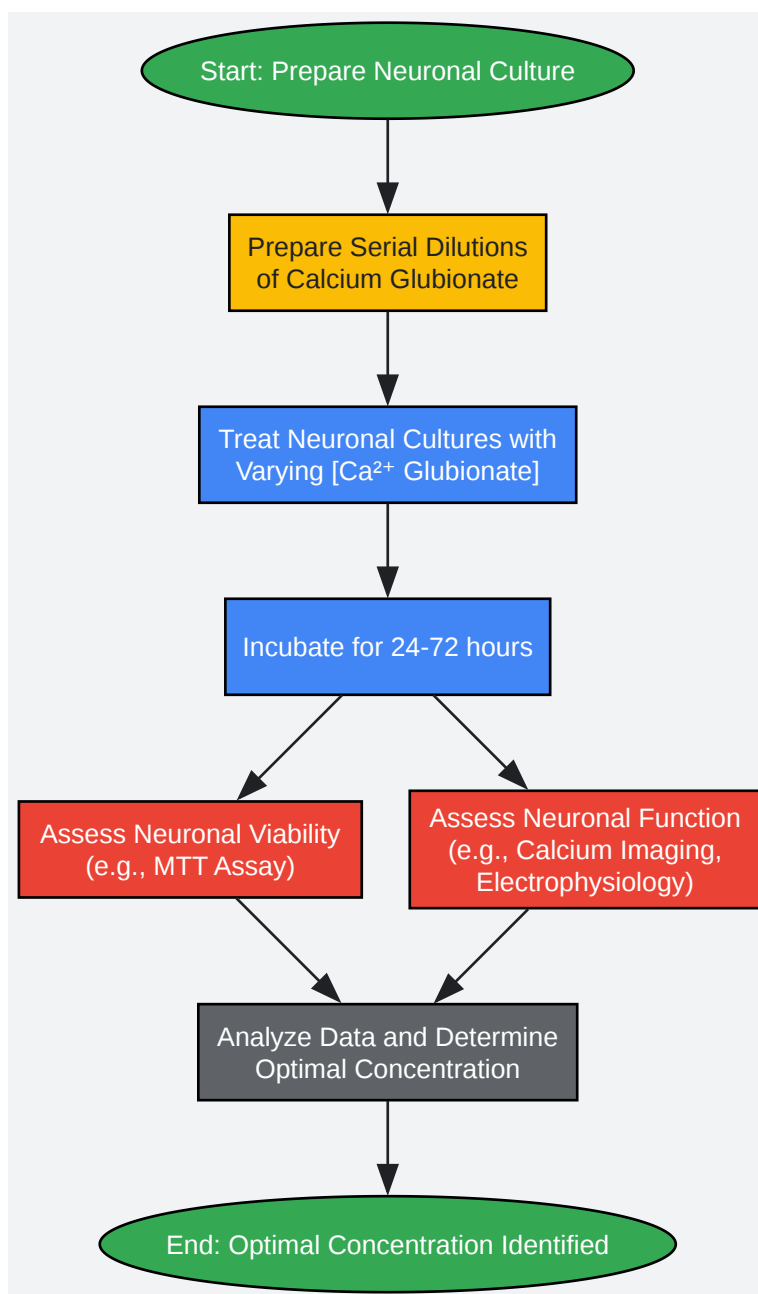 Start: Prepare Neuronal Culture
Prepare Serial Dilutions
of Calcium Glubionate
Treat Neuronal Cultures with
Varying [Ca²⁺ Glubionate]
Incubate for 24-72 hours
Assess Neuronal Viability
(e.g., MTT Assay)
Assess Neuronal Function
(e.g., Calcium Imaging,
Electrophysiology)
Analyze Data and Determine
Optimal Concentration
End: Optimal Concentration Identified